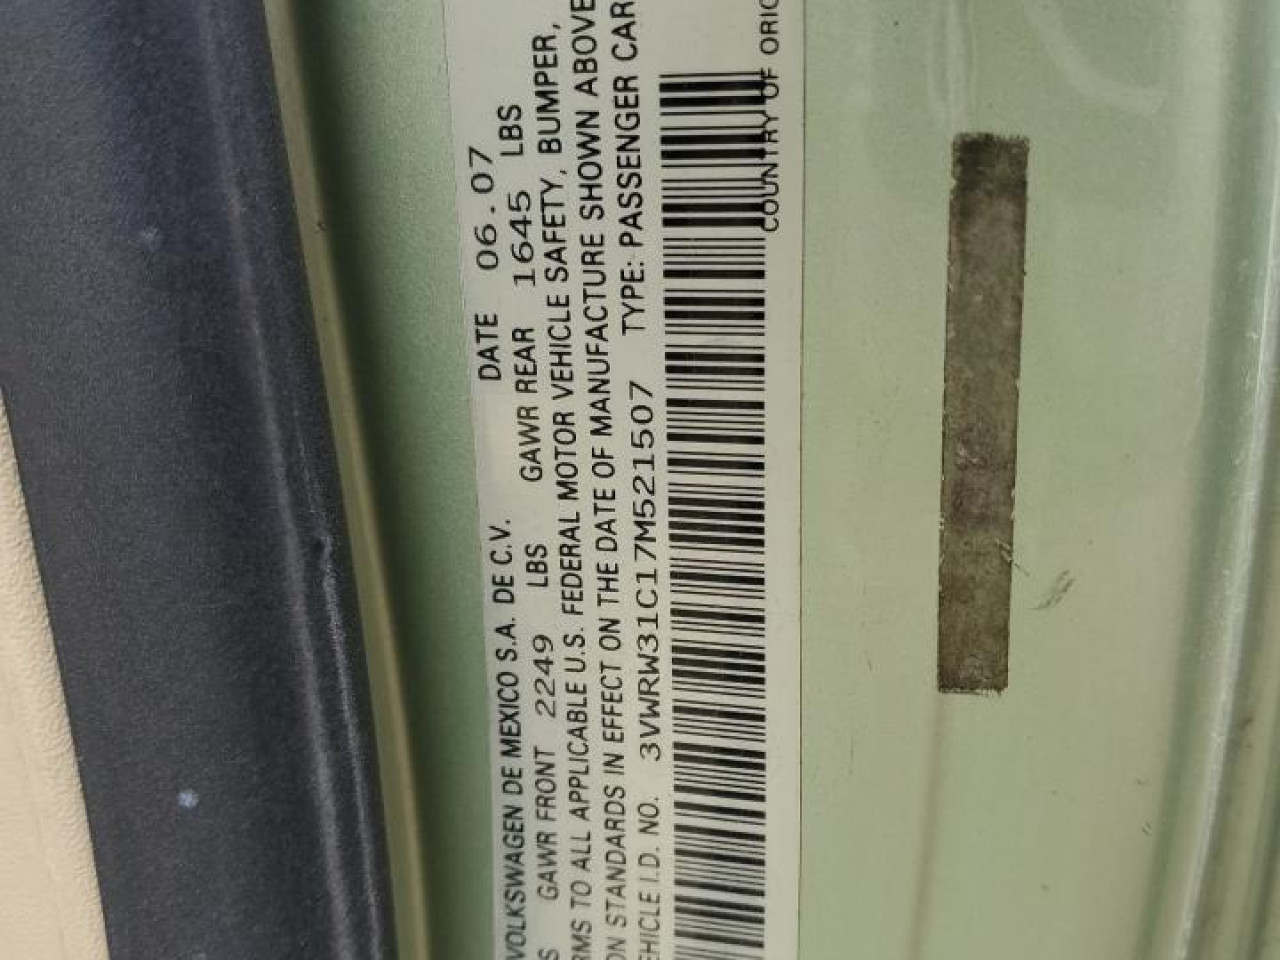 VOLKSWAGEN DE MEXICO S.A. DE C.V. DATE 06.07
S GAWR FRONT 2249 LBS GAWR REAR 1645 LBS
RMS TO ALL APPLICABLE U.S. FEDERAL MOTOR VEHICLE SAFETY, BUMPER,
ON STANDARDS IN EFFECT ON THE DATE OF MANUFACTURE SHOWN ABOVE
EHICLE I.D. NO. 3VWRW31C17M521507 TYPE: PASSENGER CAR
COUNTRY OF ORIG